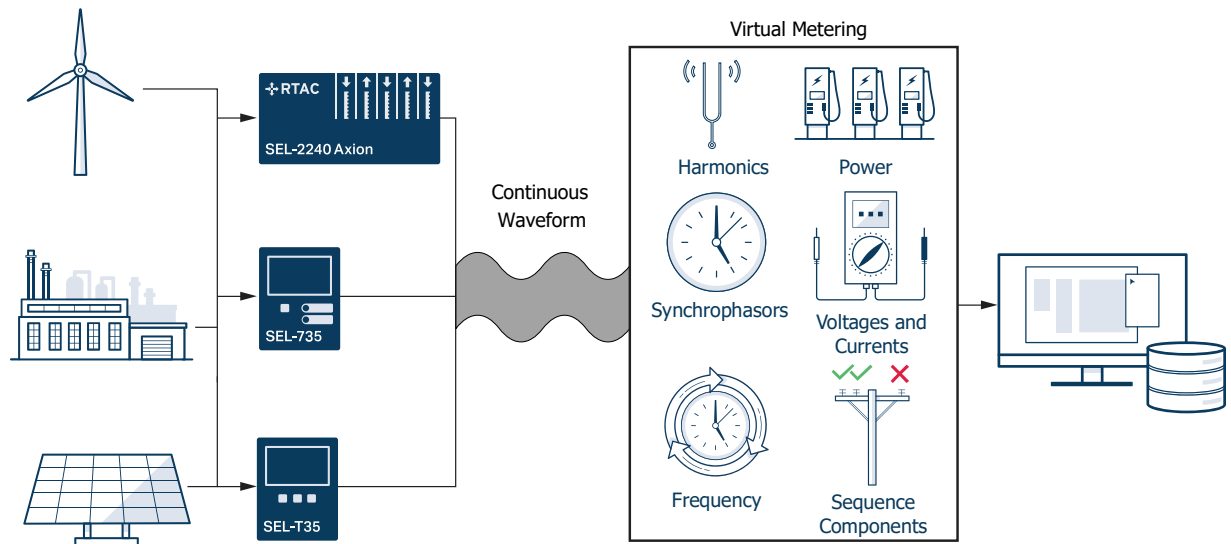 Virtual Metering
RTAC
SEL-2240 Axion
Harmonics
Power
Continuous
Waveform
SEL-735
Synchrophasors
Voltages and
Currents
SEL-T35
Frequency
Sequence
Components